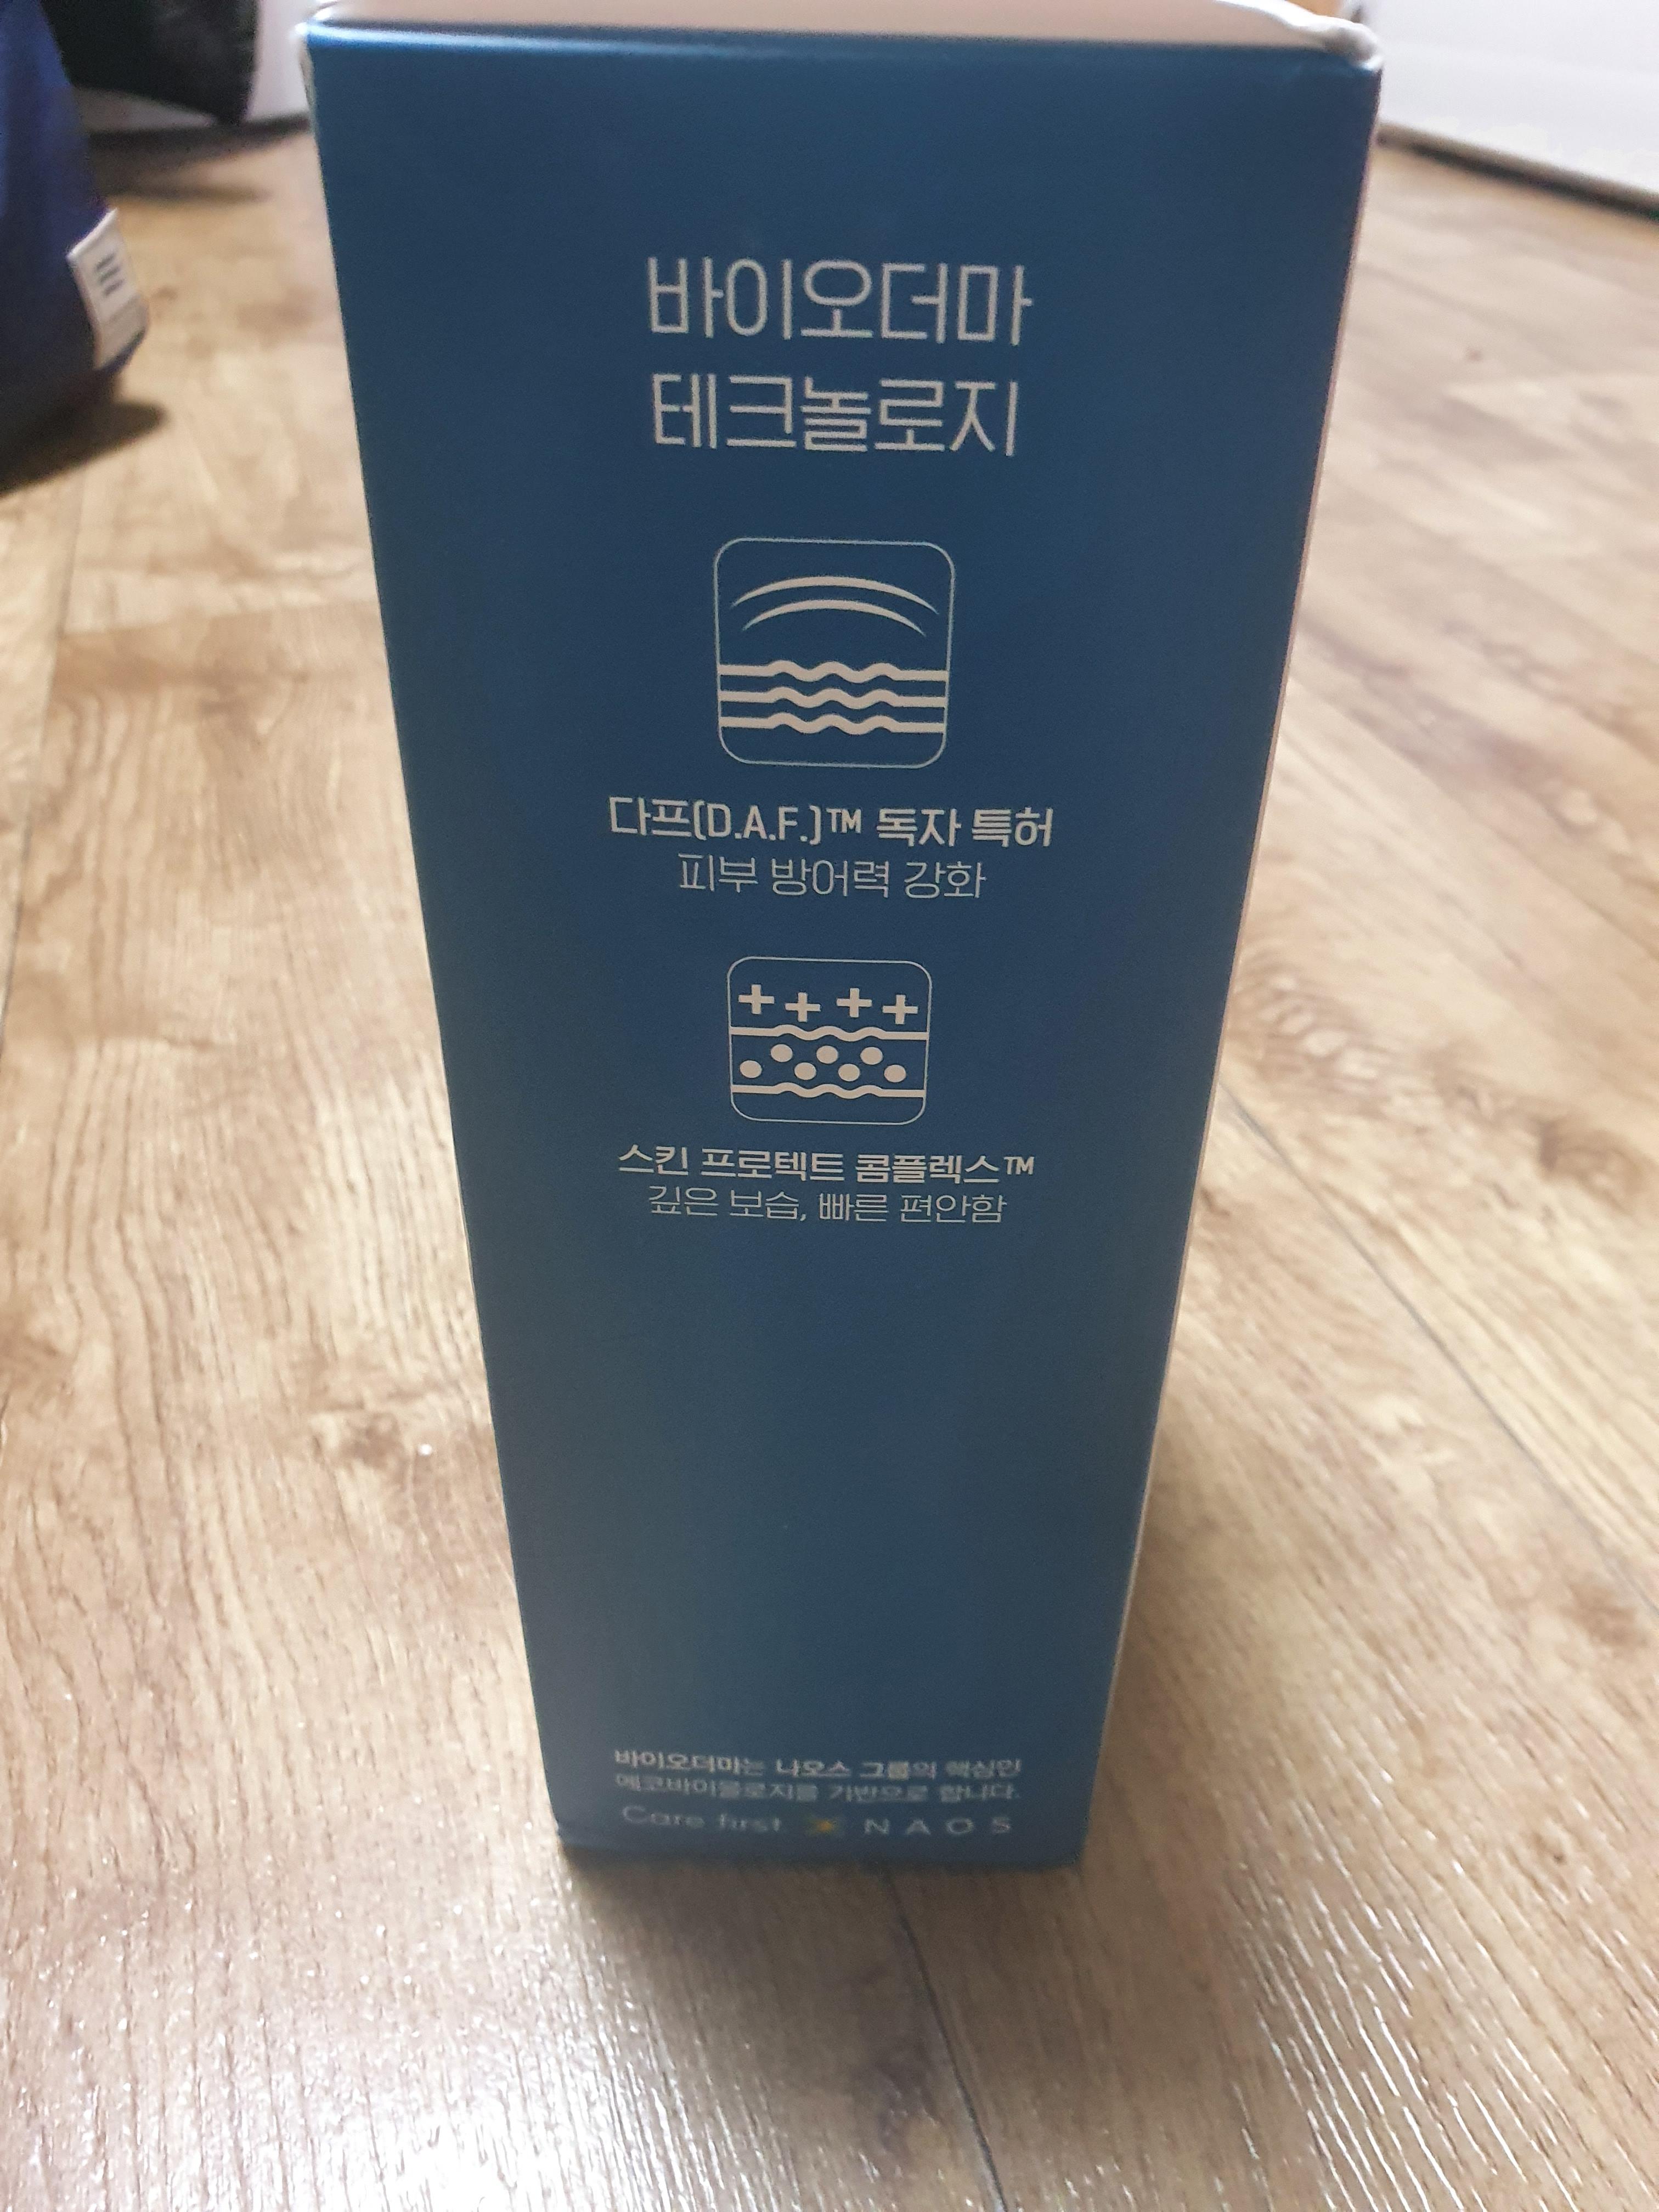 바이오더마
테크놀로지
다프(D.A.F.)™ 독자 특허
피부 방어력 강화
스킨 프로텍트 콤플렉스™
깊은 보습, 빠른 편안함
바이오더마는 나오스 그룹의 핵심인
에코바이올로지를 기반으로 합니다.
Care first NAOS